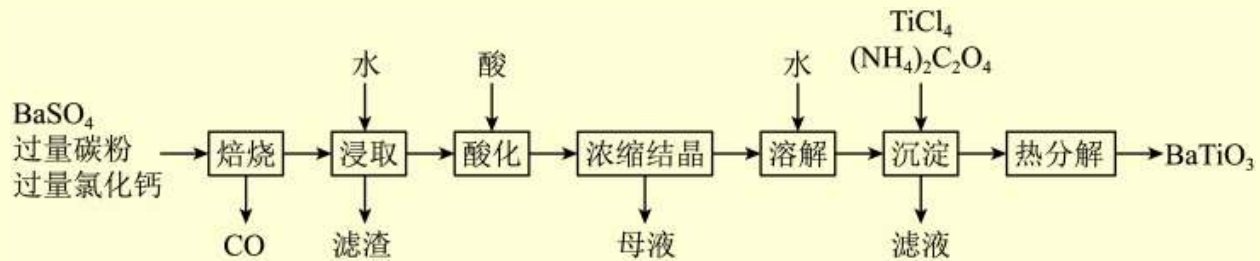 TiCl₄
水 酸 水 (NH₄)₂C₂O₄
BaSO₄
过量碳粉
过量氯化钙
焙烧 浸取 酸化 浓缩结晶 溶解 沉淀 热分解 BaTiO₃
CO 滤渣 母液 滤液